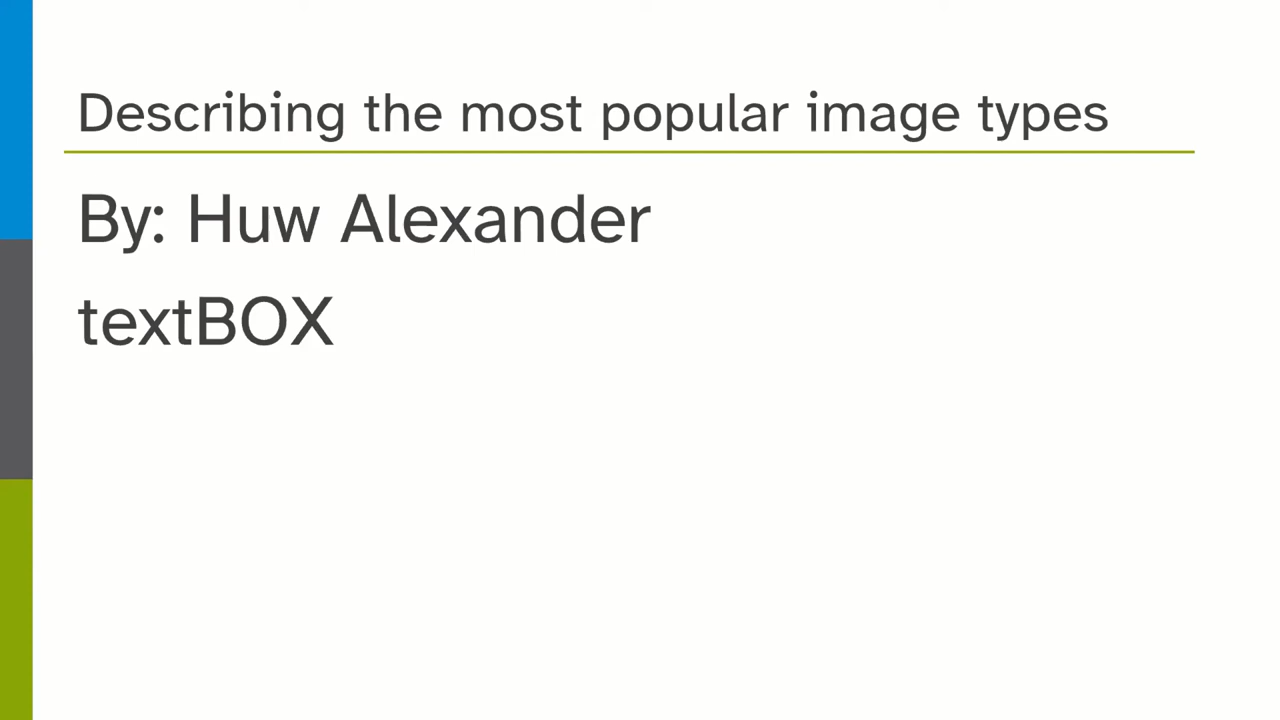 Describing the most popular image types
By: Huw Alexander
textBOX